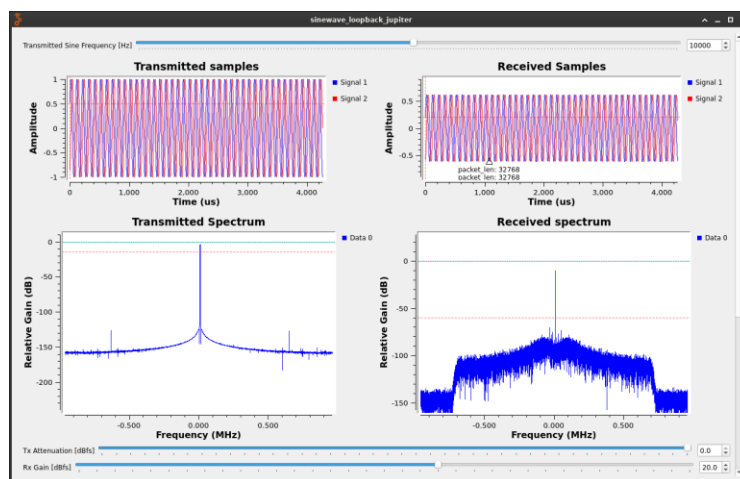 sinewave_loopback_jupiter
Transmitted Sine Frequency [Hz]
10000
Transmitted samples
Amplitude
1
0.5
0
-0.5
-1
0
1,000
2,000
3,000
4,000
Time (us)
Signal 1
Signal 2
Received Samples
Amplitude
0.5
0
-0.5
packet_len: 32768
packet_len: 32768
0
1,000
2,000
3,000
4,000
Time (us)
Signal 1
Signal 2
Transmitted Spectrum
Relative Gain (dB)
0
-50
-100
-150
-200
-0.500
0.000
0.500
Frequency (MHz)
Data 0
Received spectrum
Relative Gain (dB)
0
-50
-100
-150
-0.500
0.000
0.500
Frequency (MHz)
Data 0
Tx Attenuation [dBfs]
0.0
Rx Gain [dBfs]
20.0